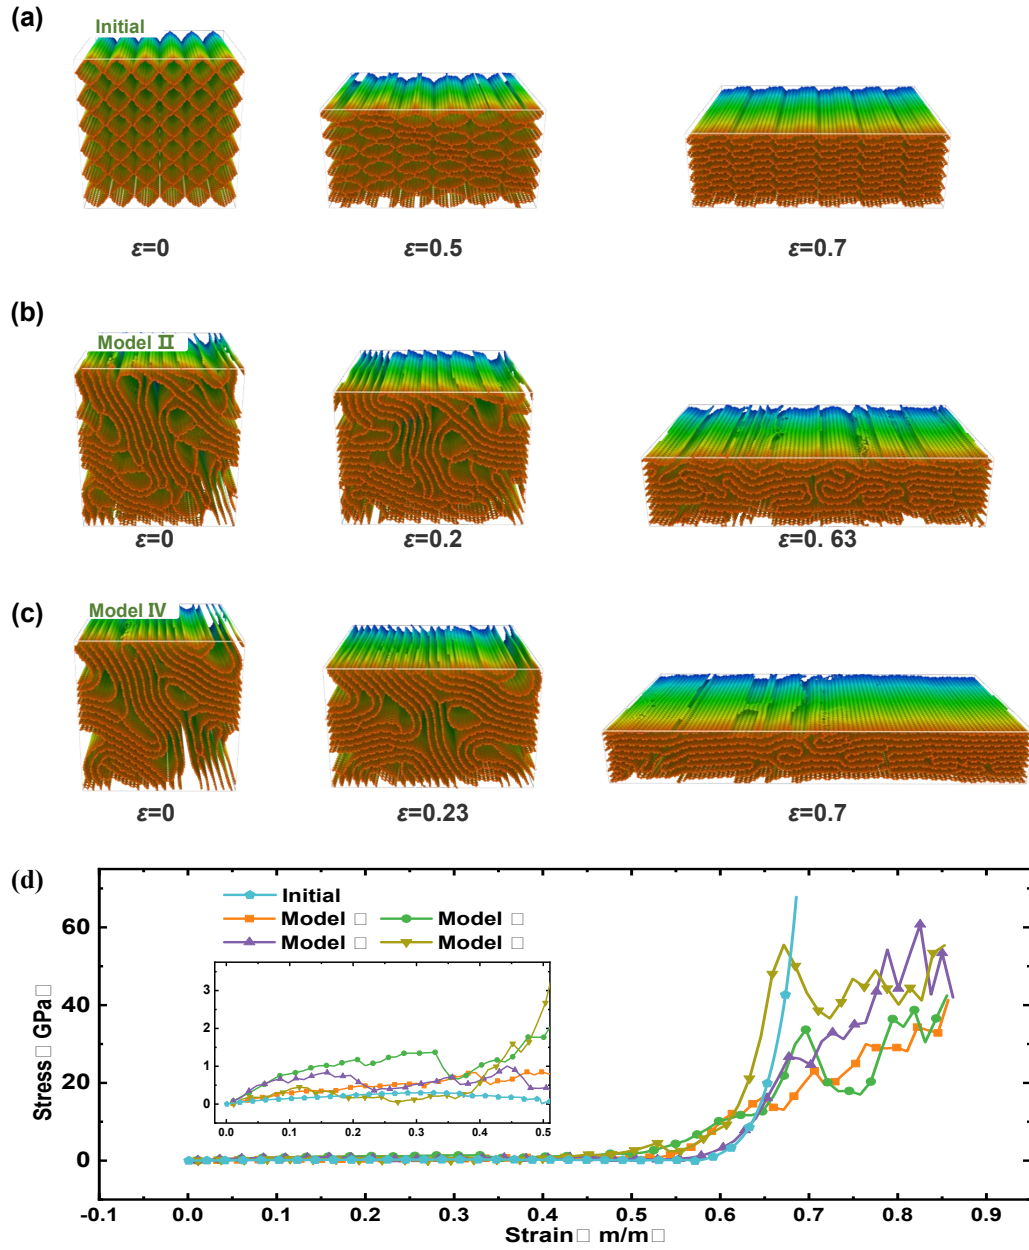 (a)
Initial
ε=0
ε=0.5
ε=0.7
(b)
Model II
ε=0
ε=0.2
ε=0. 63
(c)
Model IV
ε=0
ε=0.23
ε=0.7
(d)
Initial
Model □ Model □
Model □ Model □
Stress□ GPa□
60
40
20
0
3
2
1
0
0.0 0.1 0.2 0.3 0.4 0.5
-0.1 0.0 0.1 0.2 0.3 0.4 0.5 0.6 0.7 0.8 0.9
Strain□ m/m□